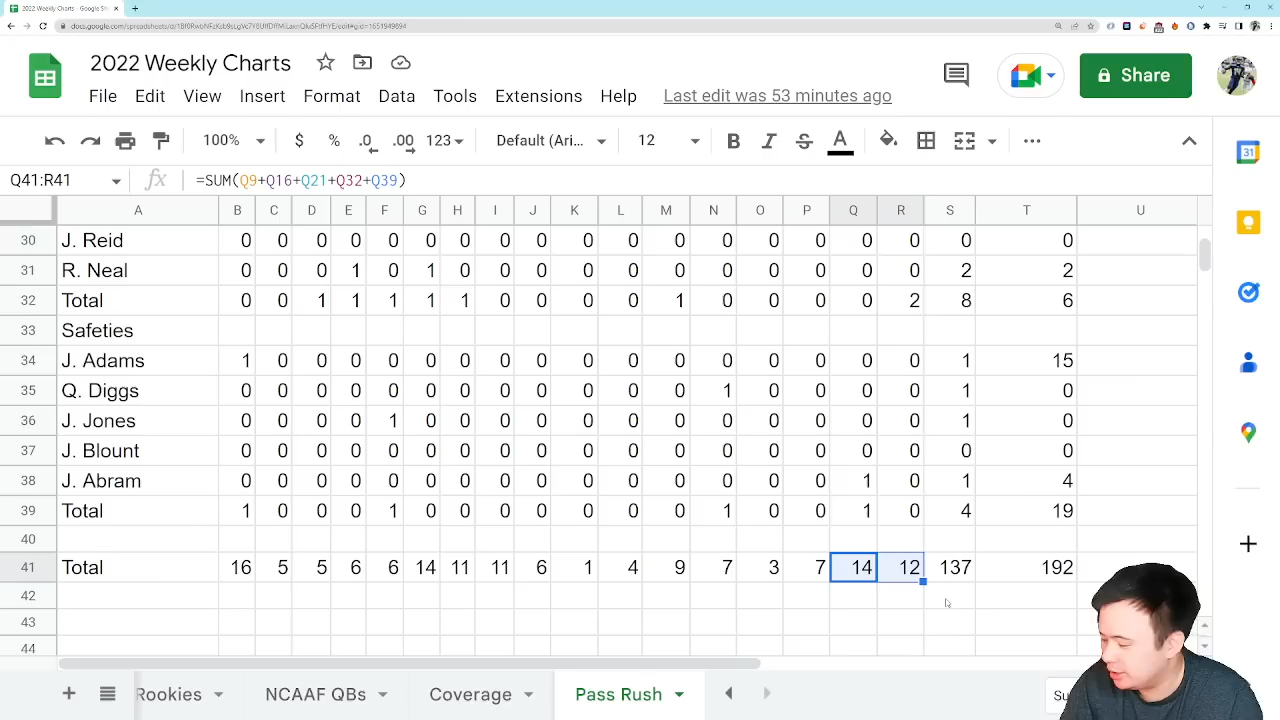 2022 Weekly Charts - Google Sheets
2022 Weekly Charts
File Edit View Insert Format Data Tools Extensions Help Last edit was 53 minutes ago
Share
100% $ % .0 .00 123 Default (Ari... 12 B I S A
31
Q41:R41 fx =SUM(Q9+Q16+Q21+Q32+Q39)
A B C D E F G H I J K L M N O P Q R S T U
30 J. Reid 0 0 0 0 0 0 0 0 0 0 0 0 0 0 0 0 0 0 0
31 R. Neal 0 0 0 1 0 1 0 0 0 0 0 0 0 0 0 0 0 2 2
32 Total 0 0 1 1 1 1 1 0 0 0 0 1 0 0 0 0 2 8 6
33 Safeties
34 J. Adams 1 0 0 0 0 0 0 0 0 0 0 0 0 0 0 0 0 1 15
35 Q. Diggs 0 0 0 0 0 0 0 0 0 0 0 0 1 0 0 0 0 1 0
36 J. Jones 0 0 0 0 1 0 0 0 0 0 0 0 0 0 0 0 0 1 0
37 J. Blount 0 0 0 0 0 0 0 0 0 0 0 0 0 0 0 0 0 0 0
38 J. Abram 0 0 0 0 0 0 0 0 0 0 0 0 0 0 0 1 0 1 4
39 Total 1 0 0 0 1 0 0 0 0 0 0 0 1 0 0 1 0 4 19
40
41 Total 16 5 5 6 6 14 11 11 6 1 4 9 7 3 7 14 12 137 192
42
43
44
Rookies NCAAF QBs Coverage Pass Rush